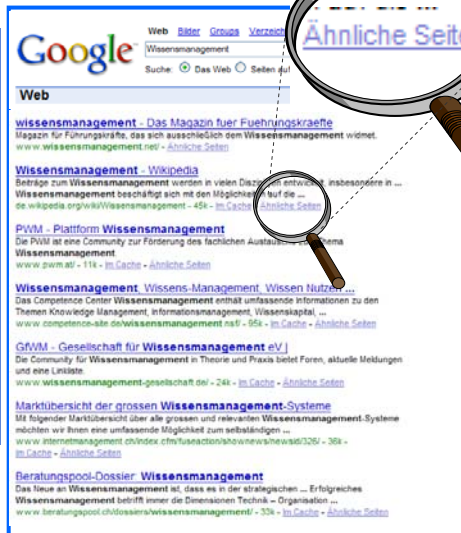 Google
Web Bilder Groups Verzeich
Wissensmanagement
Suche: Das Web Seiten auf
Ähnliche Seite
Web
wissensmanagement - Das Magazin fuer Fuehrungskraefte
Magazin für Führungskräfte, das sich ausschließlich dem Wissensmanagement widmet.
www.wissensmanagement.net/ - Ähnliche Seiten
Wissensmanagement - Wikipedia
Beiträge zum Wissensmanagement werden in vielen Disziplinen entwickelt, insbesondere in ...
Wissensmanagement beschäftigt sich mit den Möglichkeiten auf die ...
de.wikipedia.org/wiki/Wissensmanagement - 45k - Im Cache - Ähnliche Seiten
PWM - Plattform Wissensmanagement
Die PWM ist eine Community zur Förderung des fachlichen Austauschs zum Thema
Wissensmanagement.
www.pwm.at/ - 11k - Im Cache - Ähnliche Seiten
Wissensmanagement, Wissens-Management, Wissen Nutzen ...
Das Competence Center Wissensmanagement enthält umfassende Informationen zu den
Themen Knowledge Management, Informationsmanagement, Wissenskapital, ...
www.competence-site.de/wissensmanagement.nsf/ - 95k - Im Cache - Ähnliche Seiten
GfWM - Gesellschaft für Wissensmanagement eV |
Die Community für Wissensmanagement in Theorie und Praxis bietet Foren, aktuelle Meldungen
und eine Linkliste.
www.wissensmanagement-gesellschaft.de/ - 24k - Im Cache - Ähnliche Seiten
Marktübersicht der grossen Wissensmanagement-Systeme
Mit folgender Marktübersicht über alle grossen und relevanten Wissensmanagement-Systeme
möchten wir Ihnen eine umfassende Möglichkeit zum selbständigen ...
www.internetmanagement.ch/index.cfm/fuseaction/shownews/newsid/326/ - 36k -
Im Cache - Ähnliche Seiten
Beratungspool-Dossier: Wissensmanagement
Das Neue an Wissensmanagement ist, dass es in der strategischen ... Erfolgreiches
Wissensmanagement betrifft immer die Dimensionen Technik – Organisation ...
www.beratungspool.ch/dossiers/wissensmanagement/ - 33k - Im Cache - Ähnliche Seiten